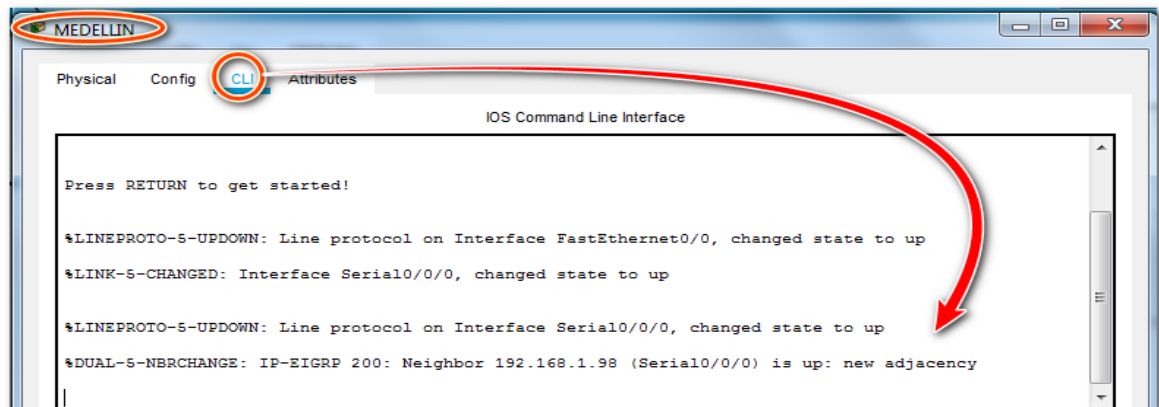 MEDELLIN
Physical Config CLI Attributes
IOS Command Line Interface
Press RETURN to get started!
%LINEPROTO-5-UPDOWN: Line protocol on Interface FastEthernet0/0, changed state to up
%LINK-5-CHANGED: Interface Serial0/0/0, changed state to up
%LINEPROTO-5-UPDOWN: Line protocol on Interface Serial0/0/0, changed state to up
%DUAL-5-NBRCHANGE: IP-EIGRP 200: Neighbor 192.168.1.98 (Serial0/0/0) is up: new adjacency